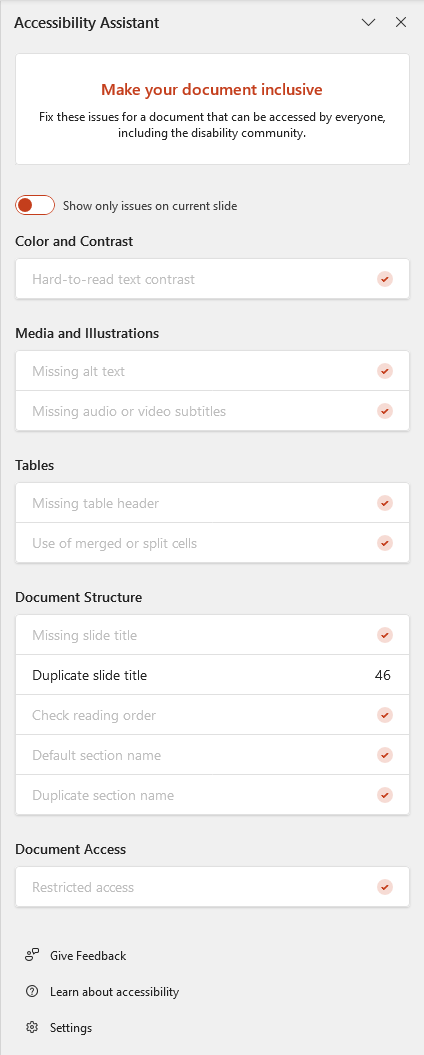 Accessibility Assistant
Make your document inclusive
Fix these issues for a document that can be accessed by everyone,
including the disability community.
Show only issues on current slide
Color and Contrast
Hard-to-read text contrast
Media and Illustrations
Missing alt text
Missing audio or video subtitles
Tables
Missing table header
Use of merged or split cells
Document Structure
Missing slide title
Duplicate slide title 46
Check reading order
Default section name
Duplicate section name
Document Access
Restricted access
Give Feedback
Learn about accessibility
Settings